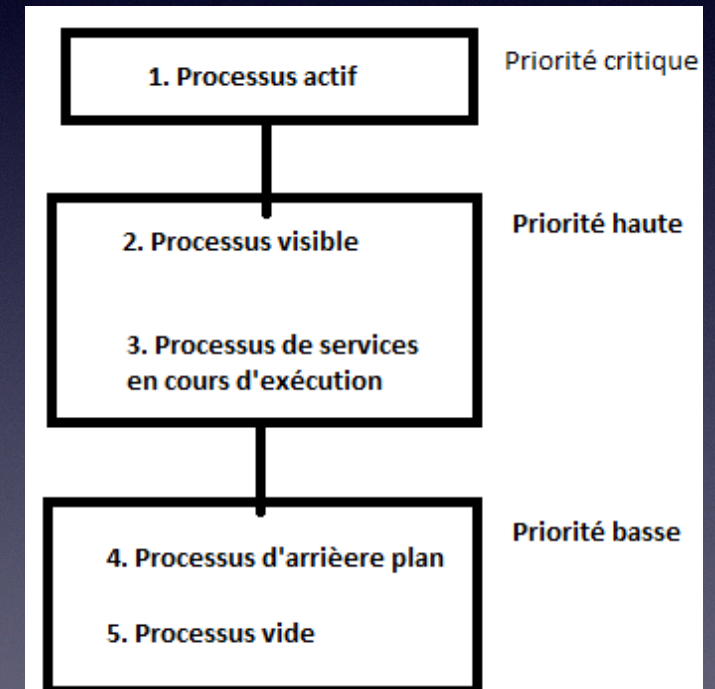 1. Processus actif
Priorité critique
2. Processus visible
Priorité haute
3. Processus de services
en cours d'exécution
4. Processus d'arrièere plan
Priorité basse
5. Processus vide